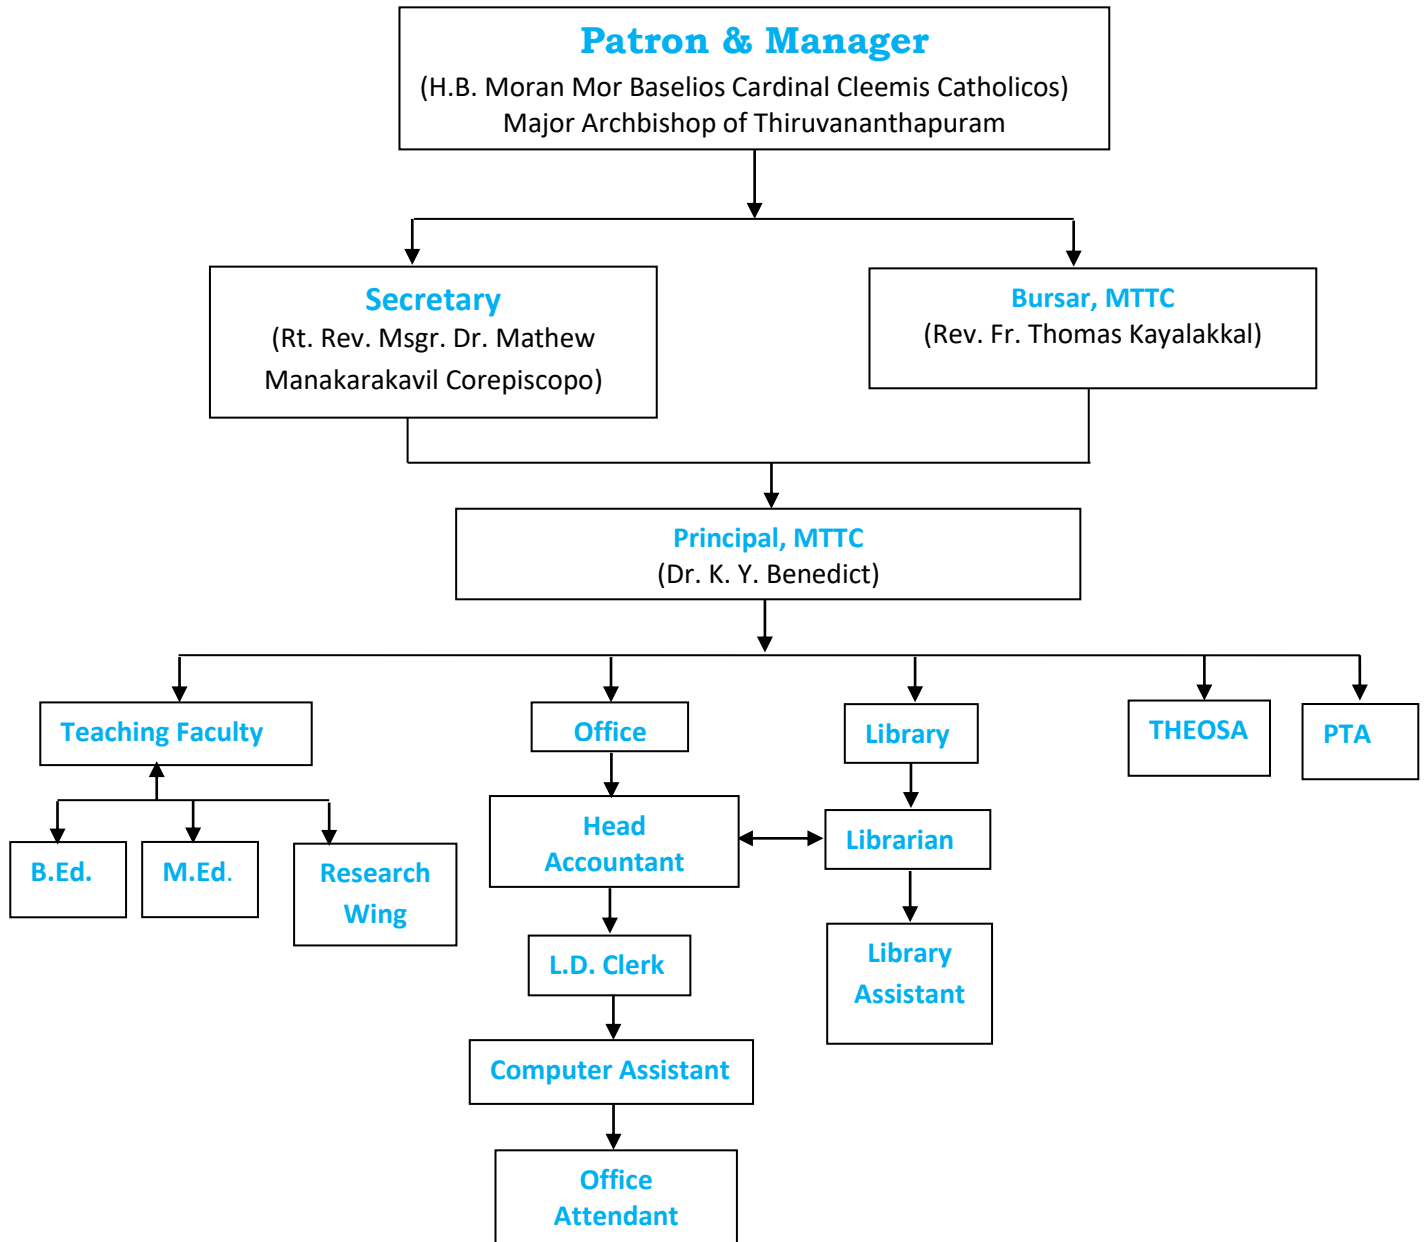 Patron & Manager
(H.B. Moran Mor Baselios Cardinal Cleemis Catholicos)
Major Archbishop of Thiruvananthapuram
Secretary
(Rt. Rev. Msgr. Dr. Mathew
Manakarakavil Corepiscopo)
Bursar, MTTC
(Rev. Fr. Thomas Kayalakkal)
Principal, MTTC
(Dr. K. Y. Benedict)
Teaching Faculty
Office
Library
THEOSA
PTA
B.Ed.
M.Ed.
Research
Wing
Head
Accountant
Librarian
L.D. Clerk
Library
Assistant
Computer Assistant
Office
Attendant